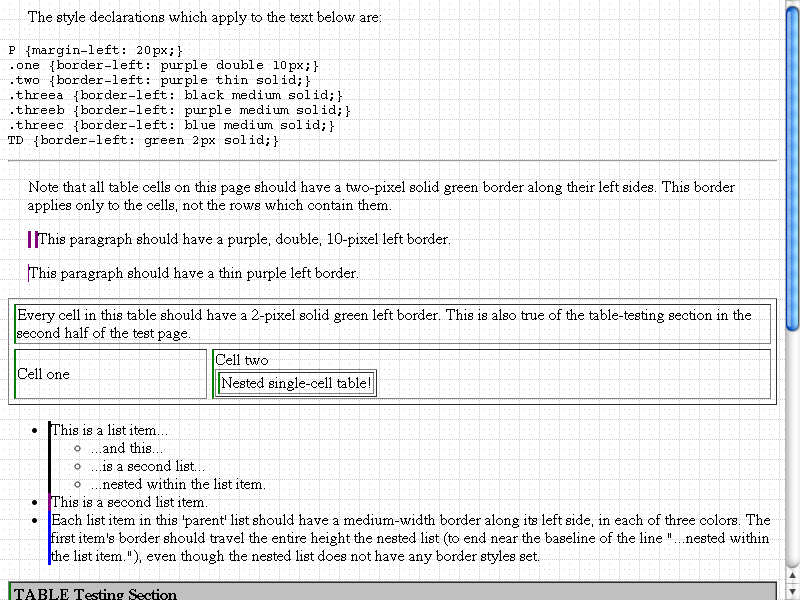 The style declarations which apply to the text below are:
P {margin-left: 20px;}
.one {border-left: purple double 10px;}
.two {border-left: purple thin solid;}
.threea {border-left: black medium solid;}
.threeb {border-left: purple medium solid;}
.threec {border-left: blue medium solid;}
TD {border-left: green 2px solid;}
Note that all table cells on this page should have a two-pixel solid green border along their left sides. This border
applies only to the cells, not the rows which contain them.
This paragraph should have a purple, double, 10-pixel left border.
This paragraph should have a thin purple left border.
Every cell in this table should have a 2-pixel solid green left border. This is also true of the table-testing section in the
second half of the test page.
Cell one
Cell two
Nested single-cell table!
This is a list item...
...and this...
...is a second list...
...nested within the list item.
This is a second list item.
Each list item in this 'parent' list should have a medium-width border along its left side, in each of three colors. The
first item's border should travel the entire height the nested list (to end near the baseline of the line "...nested within
the list item."), even though the nested list does not have any border styles set.
TABLE Testing Section